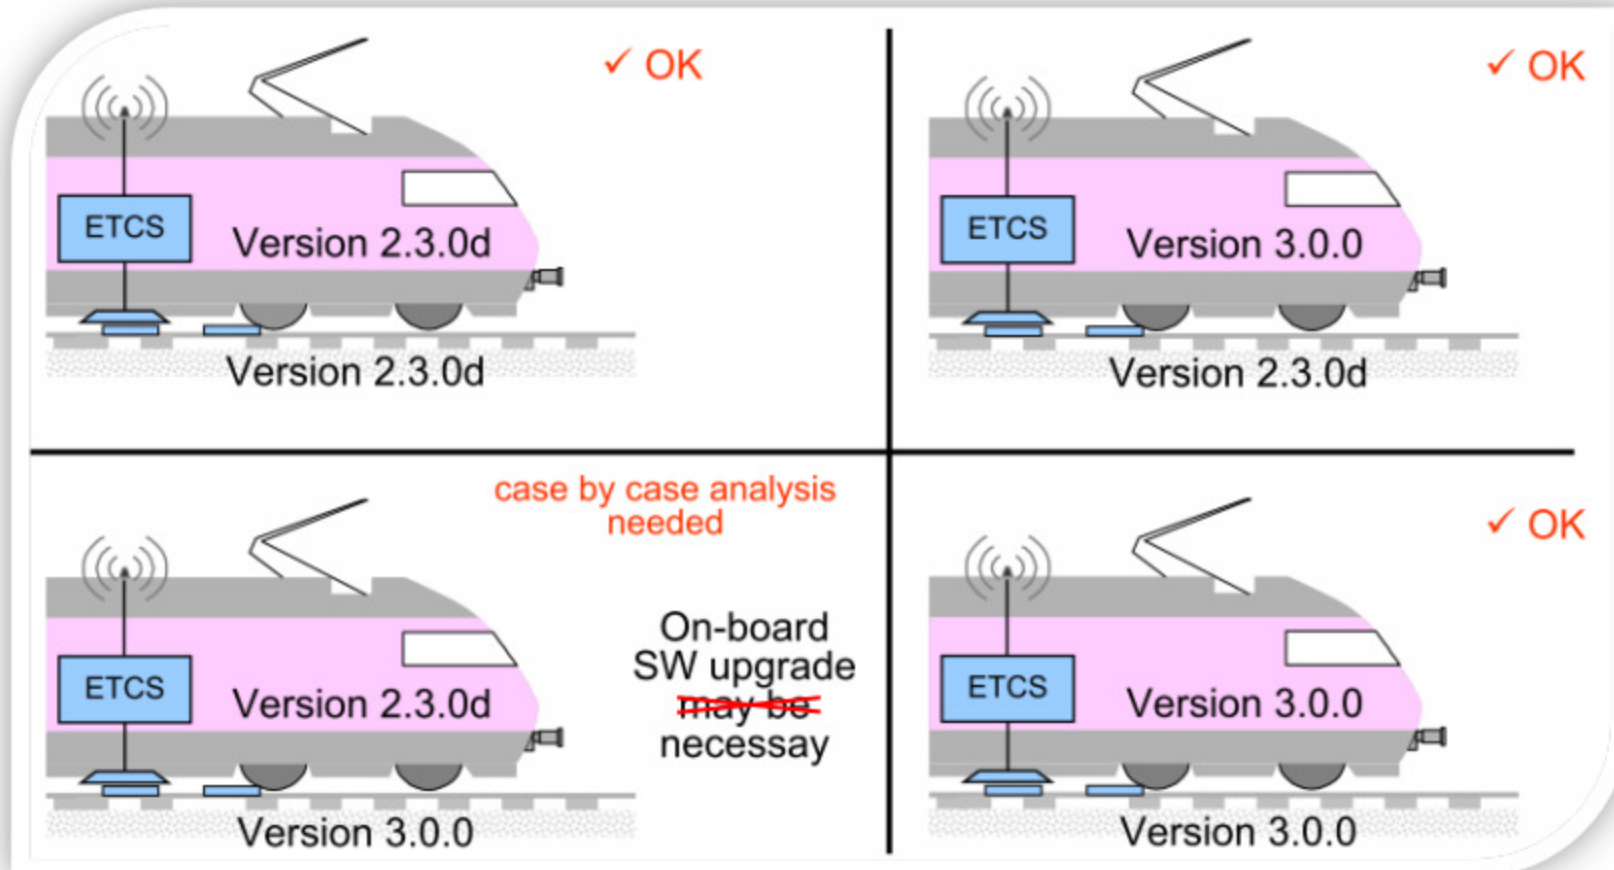 ✓ OK
ETCS
Version 2.3.0d
Version 2.3.0d
✓ OK
ETCS
Version 3.0.0
Version 2.3.0d
case by case analysis
needed
ETCS
Version 2.3.0d
On-board
SW upgrade
may be
necessay
Version 3.0.0
✓ OK
ETCS
Version 3.0.0
Version 3.0.0